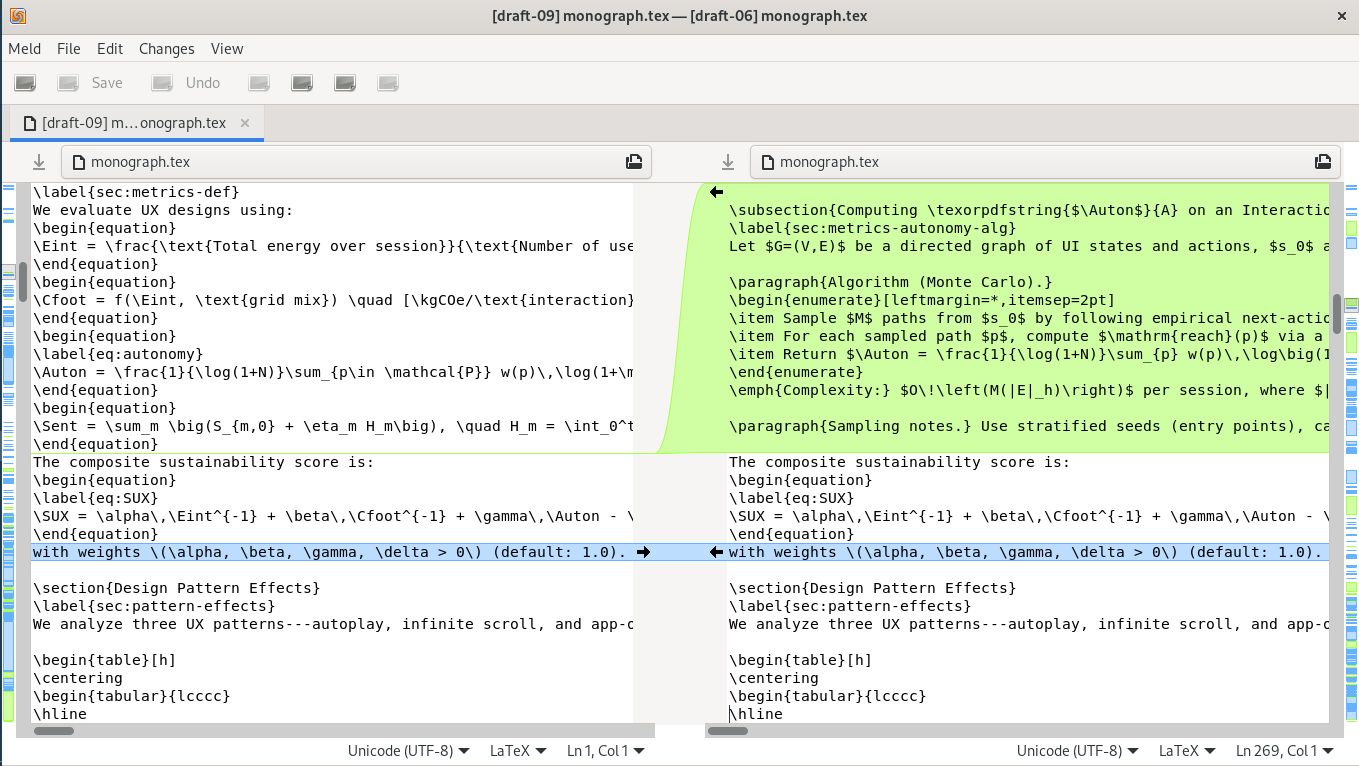 [draft-09] monograph.tex — [draft-06] monograph.tex
Meld File Edit Changes View
Save Undo
[draft-09] m…onograph.tex
monograph.tex
\label{sec:metrics-def}
We evaluate UX designs using:
\begin{equation}
\Eint = \frac{\text{Total energy over session}}{\text{Number of use
\end{equation}
\begin{equation}
\Cfoot = f(\Eint, \text{grid mix}) \quad [\kgCOe/\text{interaction}
\end{equation}
\begin{equation}
\label{eq:autonomy}
\Auton = \frac{1}{\log(1+N)}\sum_{p\in \mathcal{P}} w(p)\,\log(1+\m
\end{equation}
\begin{equation}
\Sent = \sum_m \big(S_{m,0} + \eta_m H_m\big), \quad H_m = \int_0^t
\end{equation}
The composite sustainability score is:
\begin{equation}
\label{eq:SUX}
\SUX = \alpha\,\Eint^{-1} + \beta\,\Cfoot^{-1} + \gamma\,\Auton - \
\end{equation}
with weights \(\alpha, \beta, \gamma, \delta > 0\) (default: 1.0).
\section{Design Pattern Effects}
\label{sec:pattern-effects}
We analyze three UX patterns---autoplay, infinite scroll, and app-c
\begin{table}[h]
\centering
\begin{tabular}{lcccc}
\hline
Unicode (UTF-8) LaTeX Ln 1, Col 1
monograph.tex
\subsection{Computing \texorpdfstring{$\Auton$}{A} on an Interactio
\label{sec:metrics-autonomy-alg}
Let $G=(V,E)$ be a directed graph of UI states and actions, $s_0$ a
\paragraph{Algorithm (Monte Carlo).}
\begin{enumerate}[leftmargin=*,itemsep=2pt]
\item Sample $M$ paths from $s_0$ by following empirical next-actio
\item For each sampled path $p$, compute $\mathrm{reach}(p)$ via a
\item Return $\Auton = \frac{1}{\log(1+N)}\sum_{p} w(p)\,\log\big(1
\end{enumerate}
\emph{Complexity:} $O\!\left(M(|E|_h)\right)$ per session, where $|
\paragraph{Sampling notes.} Use stratified seeds (entry points), ca
The composite sustainability score is:
\begin{equation}
\label{eq:SUX}
\SUX = \alpha\,\Eint^{-1} + \beta\,\Cfoot^{-1} + \gamma\,\Auton - \
\end{equation}
with weights \(\alpha, \beta, \gamma, \delta > 0\) (default: 1.0).
\section{Design Pattern Effects}
\label{sec:pattern-effects}
We analyze three UX patterns---autoplay, infinite scroll, and app-c
\begin{table}[h]
\centering
\begin{tabular}{lcccc}
\hline
Unicode (UTF-8) LaTeX Ln 269, Col 1